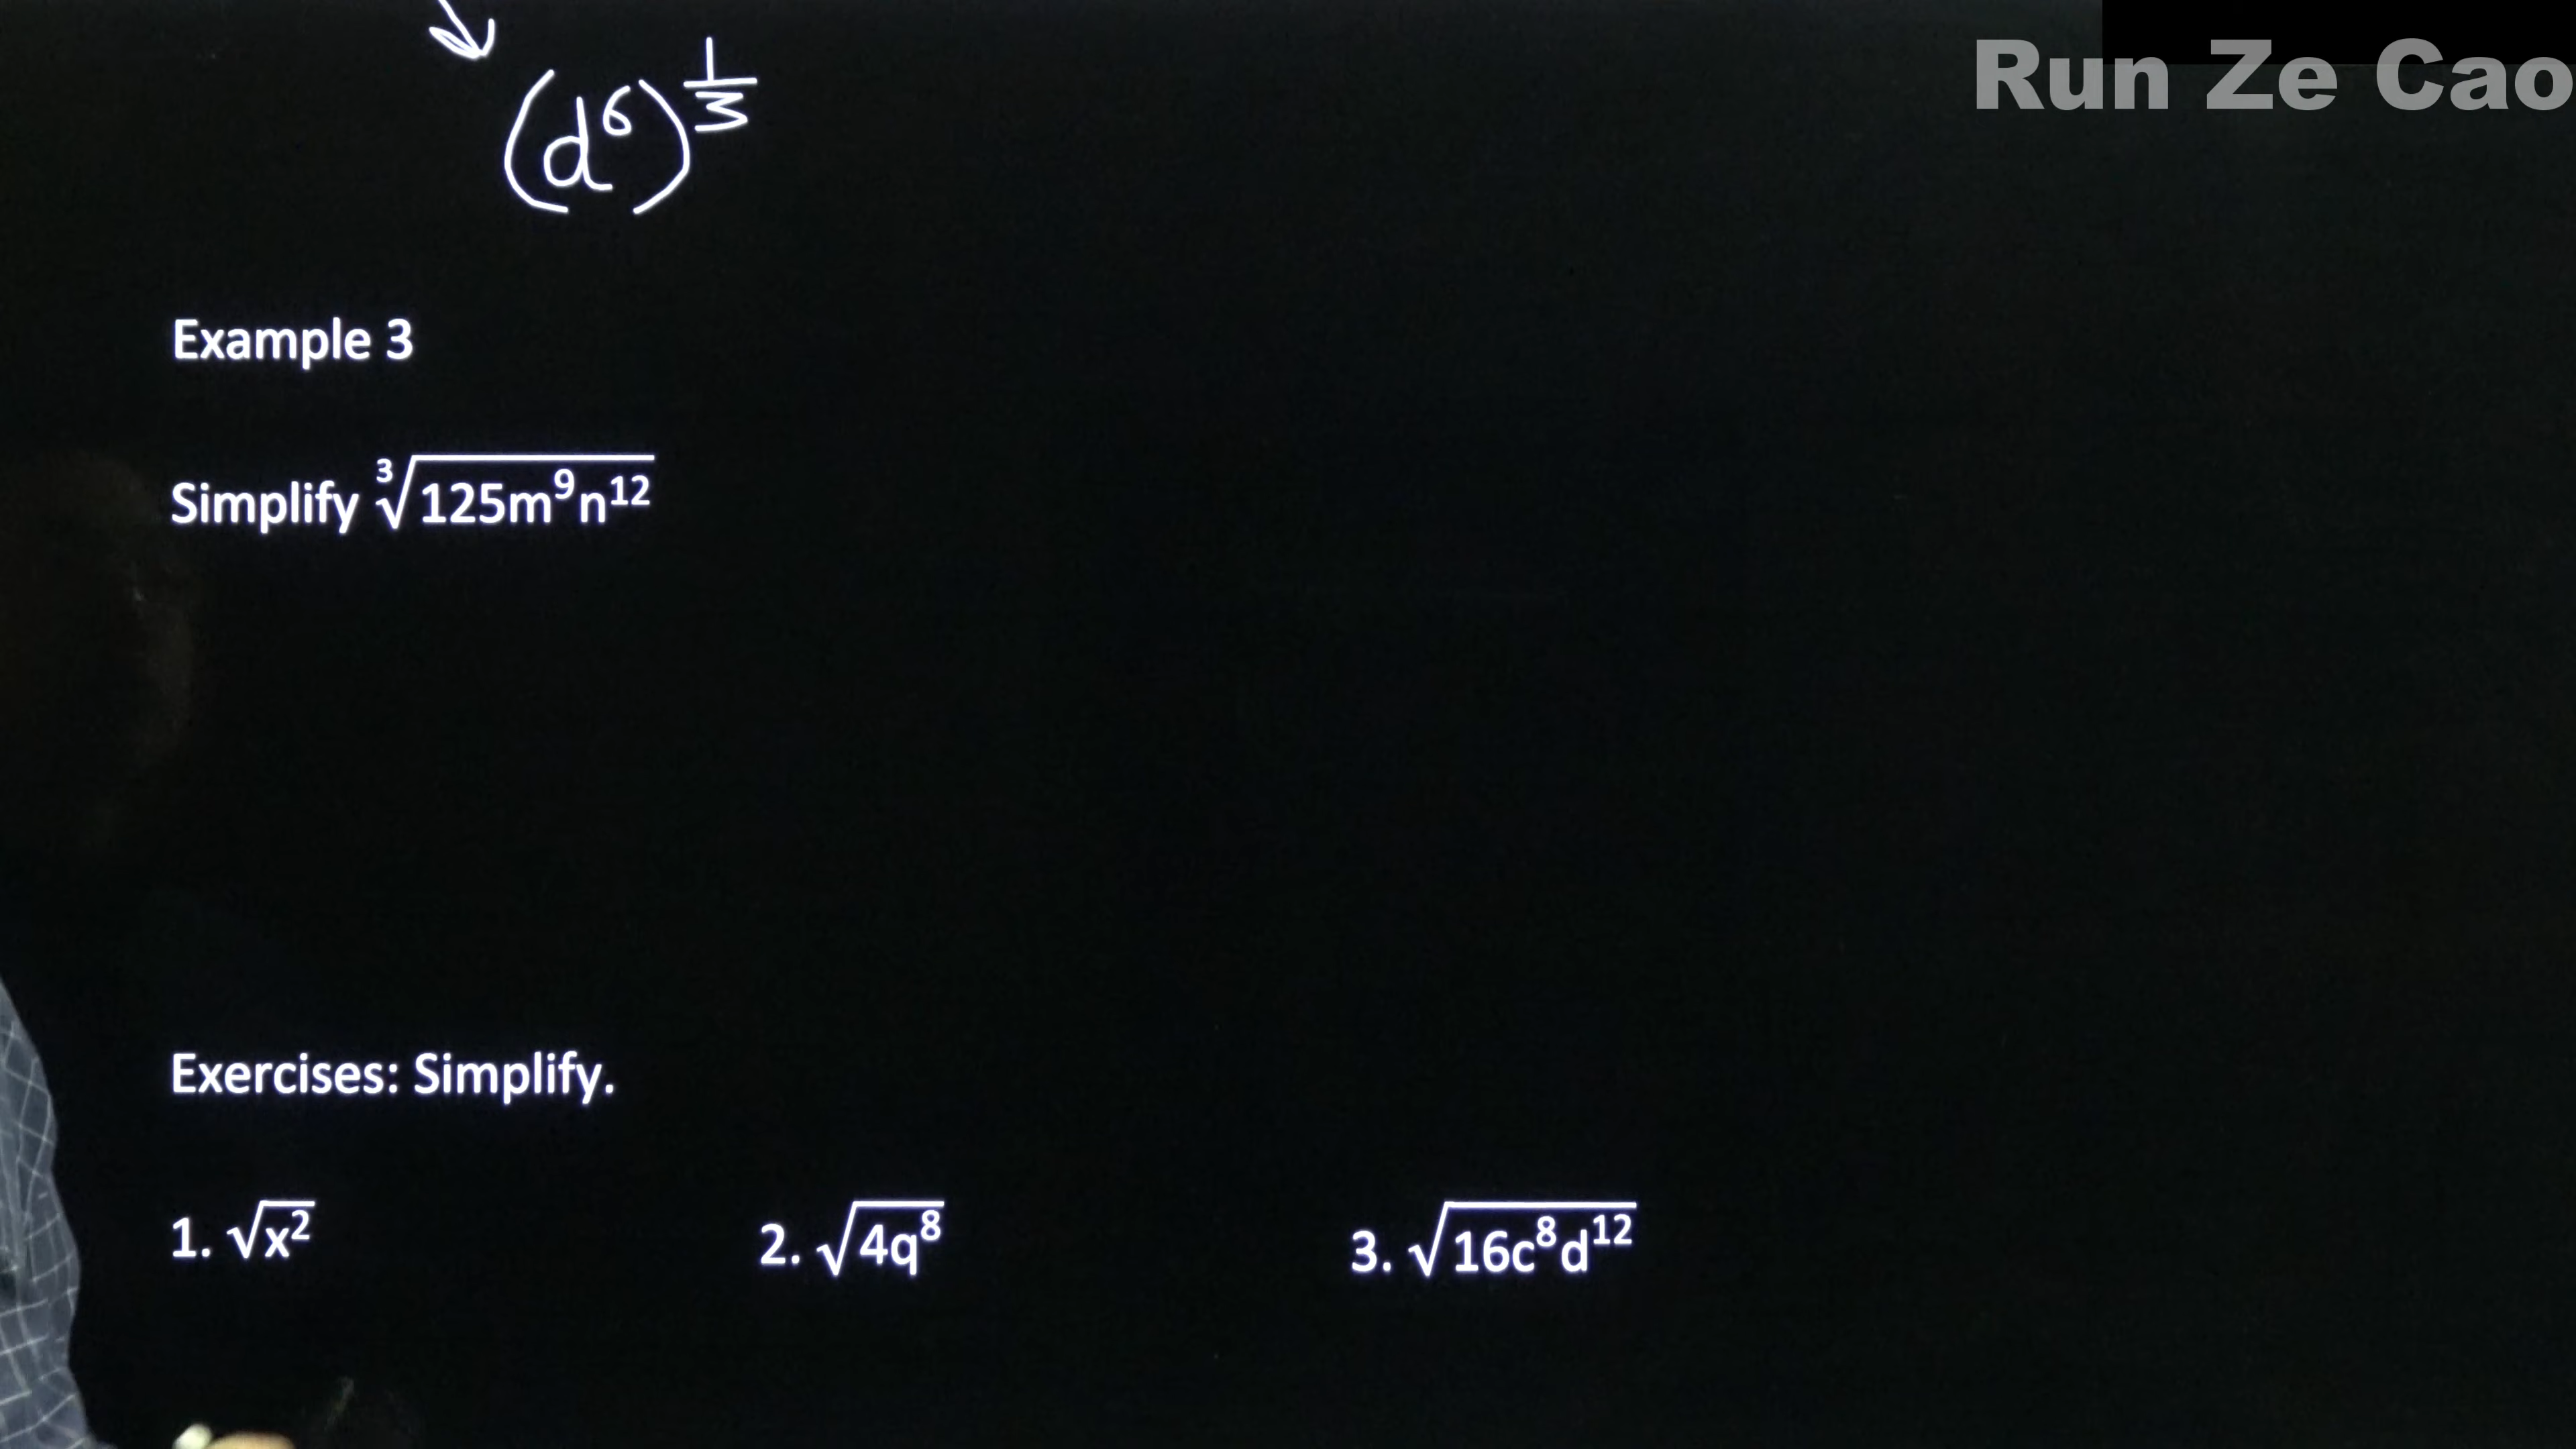 Run Ze Cao
(d⁶)^(1/3)
Example 3
Simplify ∛(125m⁹n¹²)
Exercises: Simplify.
1. √(x²)
2. √(4q⁸)
3. √(16c⁸d¹²)